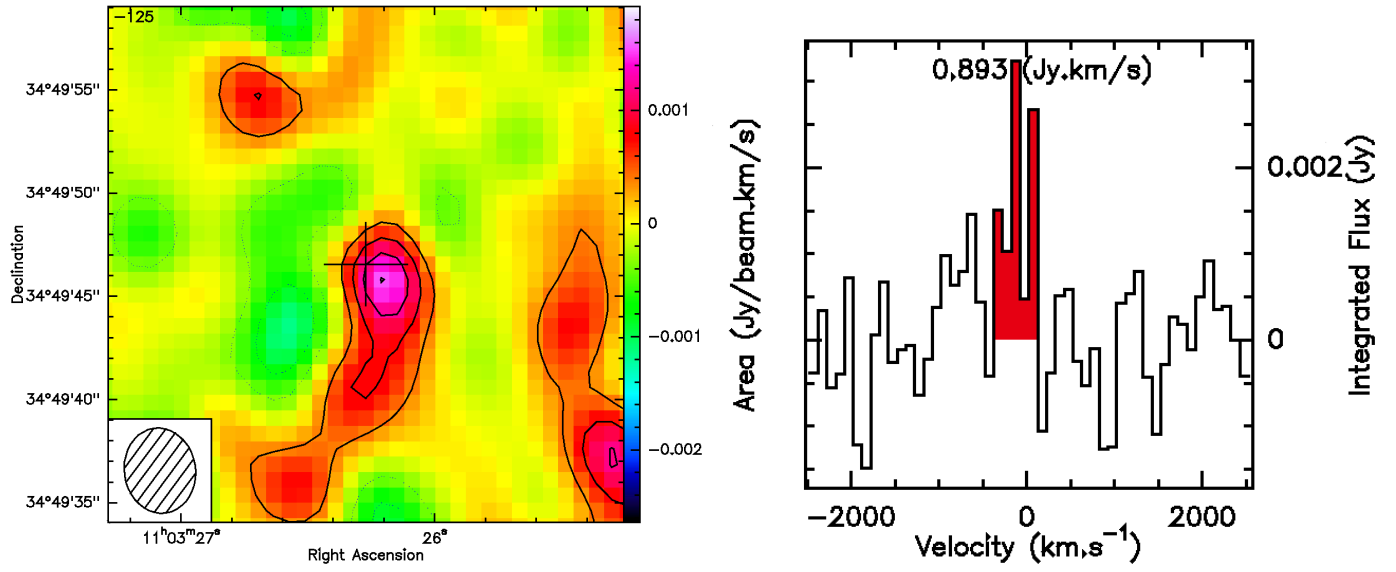 -125
34°49'55"
34°49'50"
34°49'45"
34°49'40"
34°49'35"
Declination
11ʰ03ᵐ27ˢ
26ˢ
Right Ascension
0.001
0
-0.001
-0.002
0.893 (Jy.km/s)
Area (Jy/beam.km/s)
0.002
0
Integrated Flux (Jy)
-2000
0
2000
Velocity (km.s⁻¹)